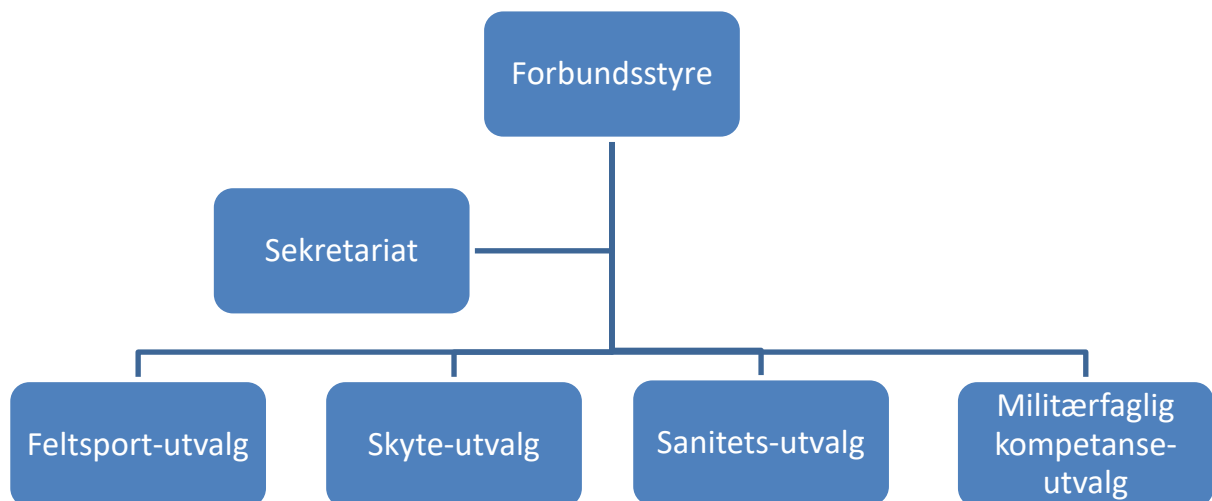 Forbundsstyre
Sekretariat
Feltsport-utvalg
Skyte-utvalg
Sanitets-utvalg
Militærfaglig
kompetanse-
utvalg